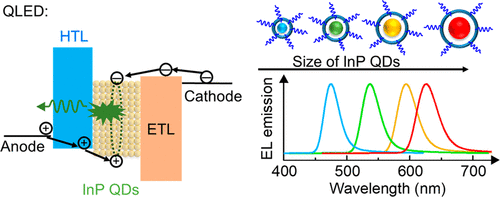 QLED:
HTL
Cathode
ETL
Anode
InP QDs
Size of InP QDs
EL emission
400 500 600 700
Wavelength (nm)